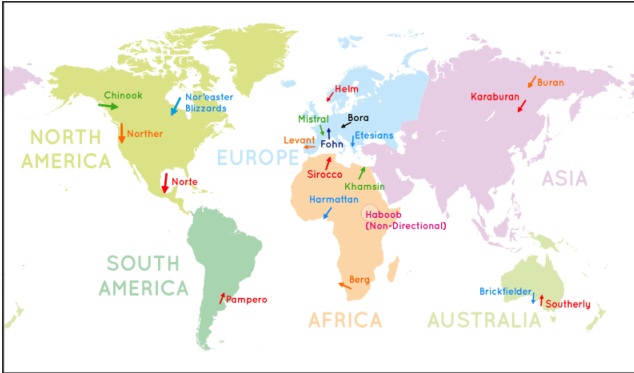 Chinook
Nor'easter
Blizzards
Norther
NORTH
AMERICA
Norte
SOUTH
AMERICA
Pampero
Helm
Mistral
Bora
Levant
Fohn
Etesians
EUROPE
Sirocco
Khamsin
Harmattan
Haboob
(Non-Directional)
Berg
AFRICA
Buran
Karaburan
ASIA
Brickfielder
Southerly
AUSTRALIA